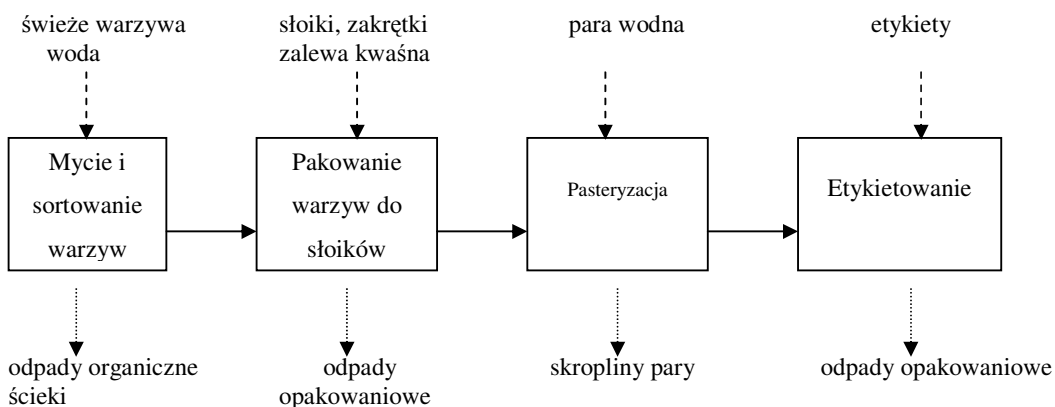 świeże warzywa
woda
słoiki, zakrętki
zalewa kwaśna
para wodna
etykiety
Mycie i
sortowanie
warzyw
Pakowanie
warzyw do
słoików
Pasteryzacja
Etykietowanie
odpady organiczne
ścieki
odpady
opakowaniowe
skropliny pary
odpady opakowaniowe